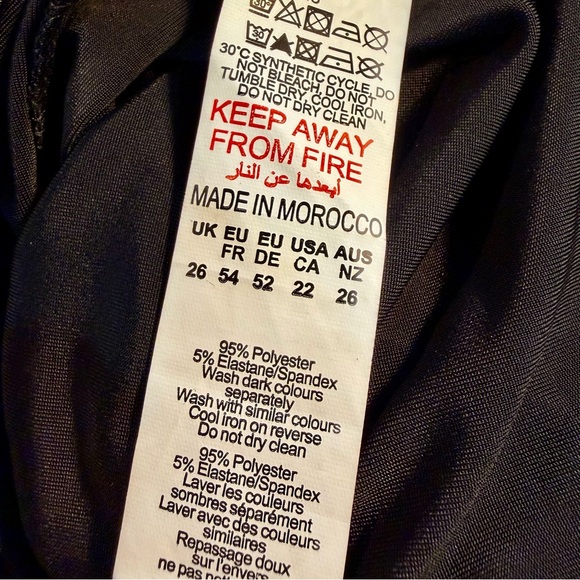 30°C SYNTHETIC CYCLE, DO
NOT BLEACH, DO NOT
TUMBLE DRY, COOL IRON,
DO NOT DRY CLEAN
KEEP AWAY
FROM FIRE
أبعدها عن النار
MADE IN MOROCCO
UK EU EU USA AUS
FR DE CA NZ
26 54 52 22 26
95% Polyester
5% Elastane/Spandex
Wash dark colours
separately
Wash with similar colours
Cool iron on reverse
Do not dry clean
95% Polyester
5% Elastane/Spandex
Laver les couleurs
sombres séparément
Laver avec des couleurs
similaires
Repassage doux
sur l'envers
ne pas